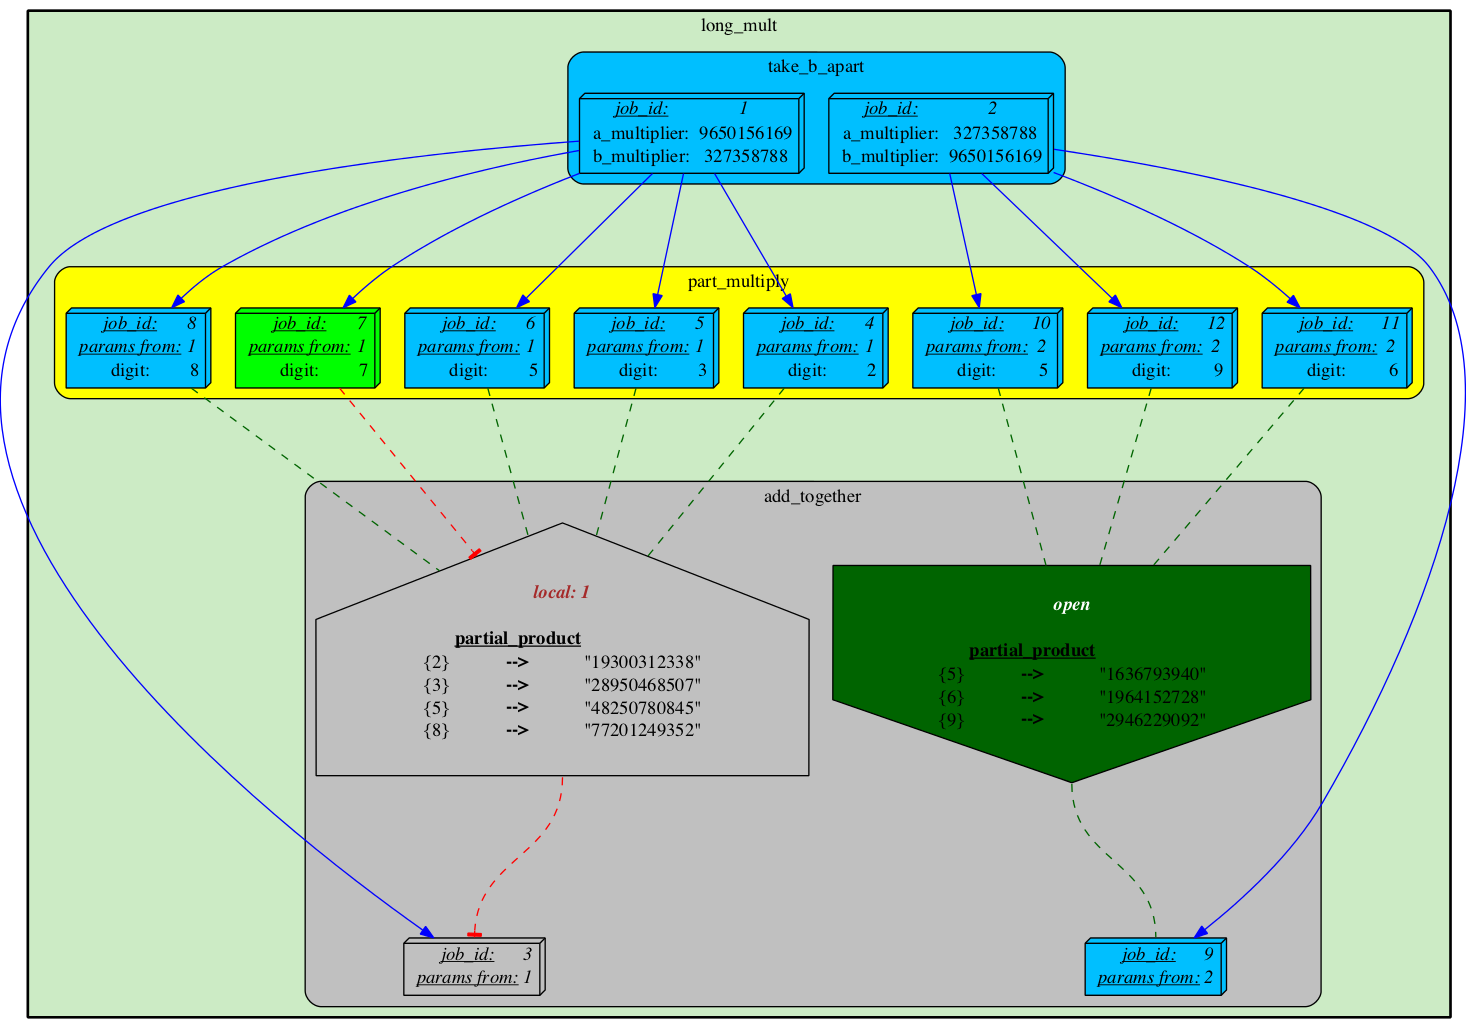 long_mult
take_b_apart
job_id: 1
a_multiplier: 9650156169
b_multiplier: 327358788
job_id: 2
a_multiplier: 327358788
b_multiplier: 9650156169
part_multiply
job_id: 8
params from: 1
digit: 8
job_id: 7
params from: 1
digit: 7
job_id: 6
params from: 1
digit: 5
job_id: 5
params from: 1
digit: 3
job_id: 4
params from: 1
digit: 2
job_id: 10
params from: 2
digit: 5
job_id: 12
params from: 2
digit: 9
job_id: 11
params from: 2
digit: 6
add_together
local: 1
partial_product
{2} --> "19300312338"
{3} --> "28950468507"
{5} --> "48250780845"
{8} --> "77201249352"
open
partial_product
{5} --> "1636793940"
{6} --> "1964152728"
{9} --> "2946229092"
job_id: 3
params from: 1
job_id: 9
params from: 2